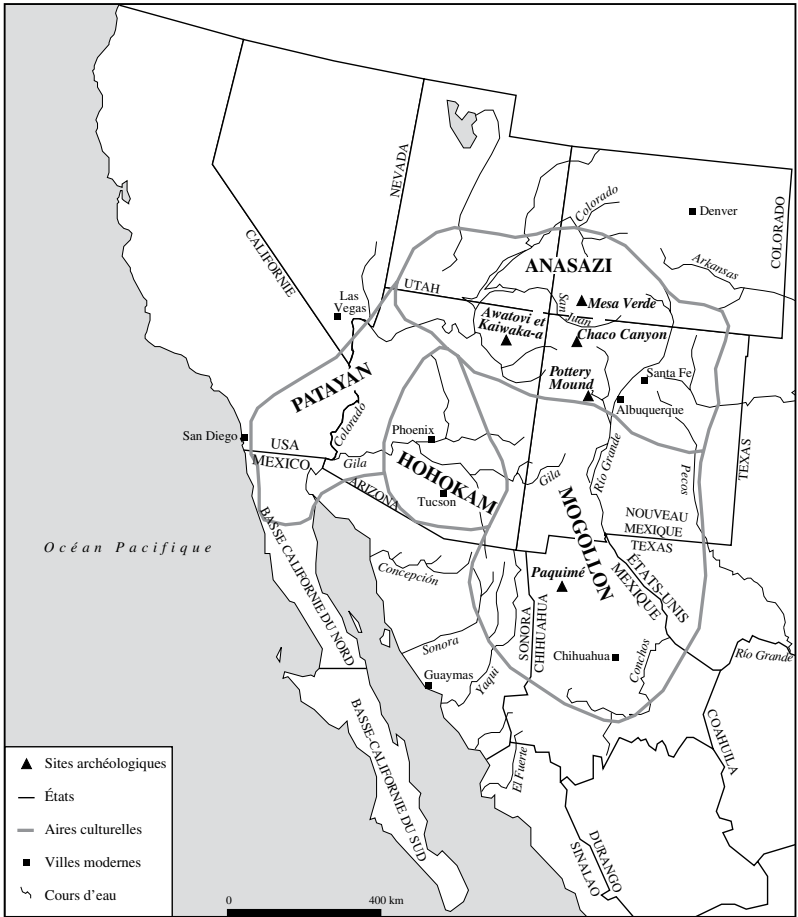 NEVADA
CALIFORNIE
Colorado
Denver
COLORADO
Arkansas
ANASAZI
UTAH
Las
Vegas
San Juan
Mesa Verde
Awatovi et
Kaiwaka-a
Chaco Canyon
PATAYAN
Pottery
Mound
Santa Fe
Albuquerque
Colorado
San Diego
USA
MEXICO
Phoenix
Gila
HOHOKAM
Tucson
ARIZONA
Gila
Río Grande
Pecos
TEXAS
MOGOLLON
NOUVEAU
MEXIQUE
TEXAS
Océan Pacifique
BASSE CALIFORNIE DU NORD
Concepción
Paquimé
ÉTATS-UNIS
MEXIQUE
SONORA
CHIHUAHUA
Sonora
Chihuahua
Conchos
Río Grande
Guaymas
Yaqui
BASSE-CALIFORNIE DU SUD
COAHUILA
El Fuerte
DURANGO
SINALAO
Sites archéologiques
États
Aires culturelles
Villes modernes
Cours d'eau
0 400 km